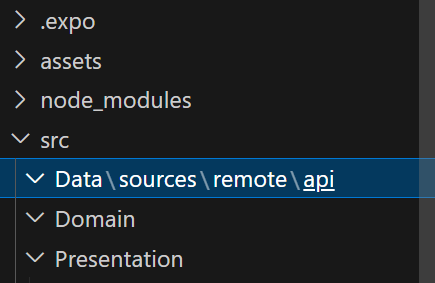 .expo
assets
node_modules
src
Data\sources\remote\api
Domain
Presentation